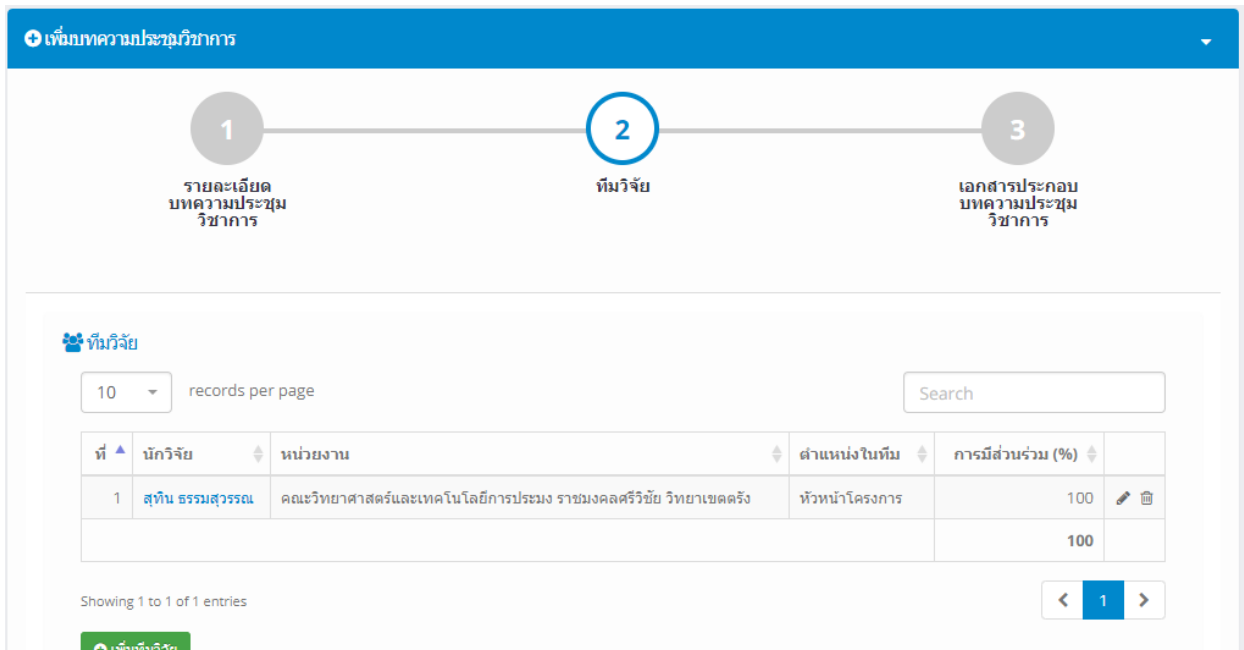 เพิ่มบทความประชุมวิชาการ
1
2
3
รายละเอียด
บทความประชุม
วิชาการ
ทีมวิจัย
เอกสารประกอบ
บทความประชุม
วิชาการ
ทีมวิจัย
10 records per page Search
ที่ นักวิจัย หน่วยงาน ตำแหน่งในทีม การมีส่วนร่วม (%)
1 สุทิน ธรรมสุวรรณ คณะวิทยาศาสตร์และเทคโนโลยีการประมง ราชมงคลศรีวิชัย วิทยาเขตตรัง หัวหน้าโครงการ 100
100
Showing 1 to 1 of 1 entries 1
เพิ่มทีมวิจัย